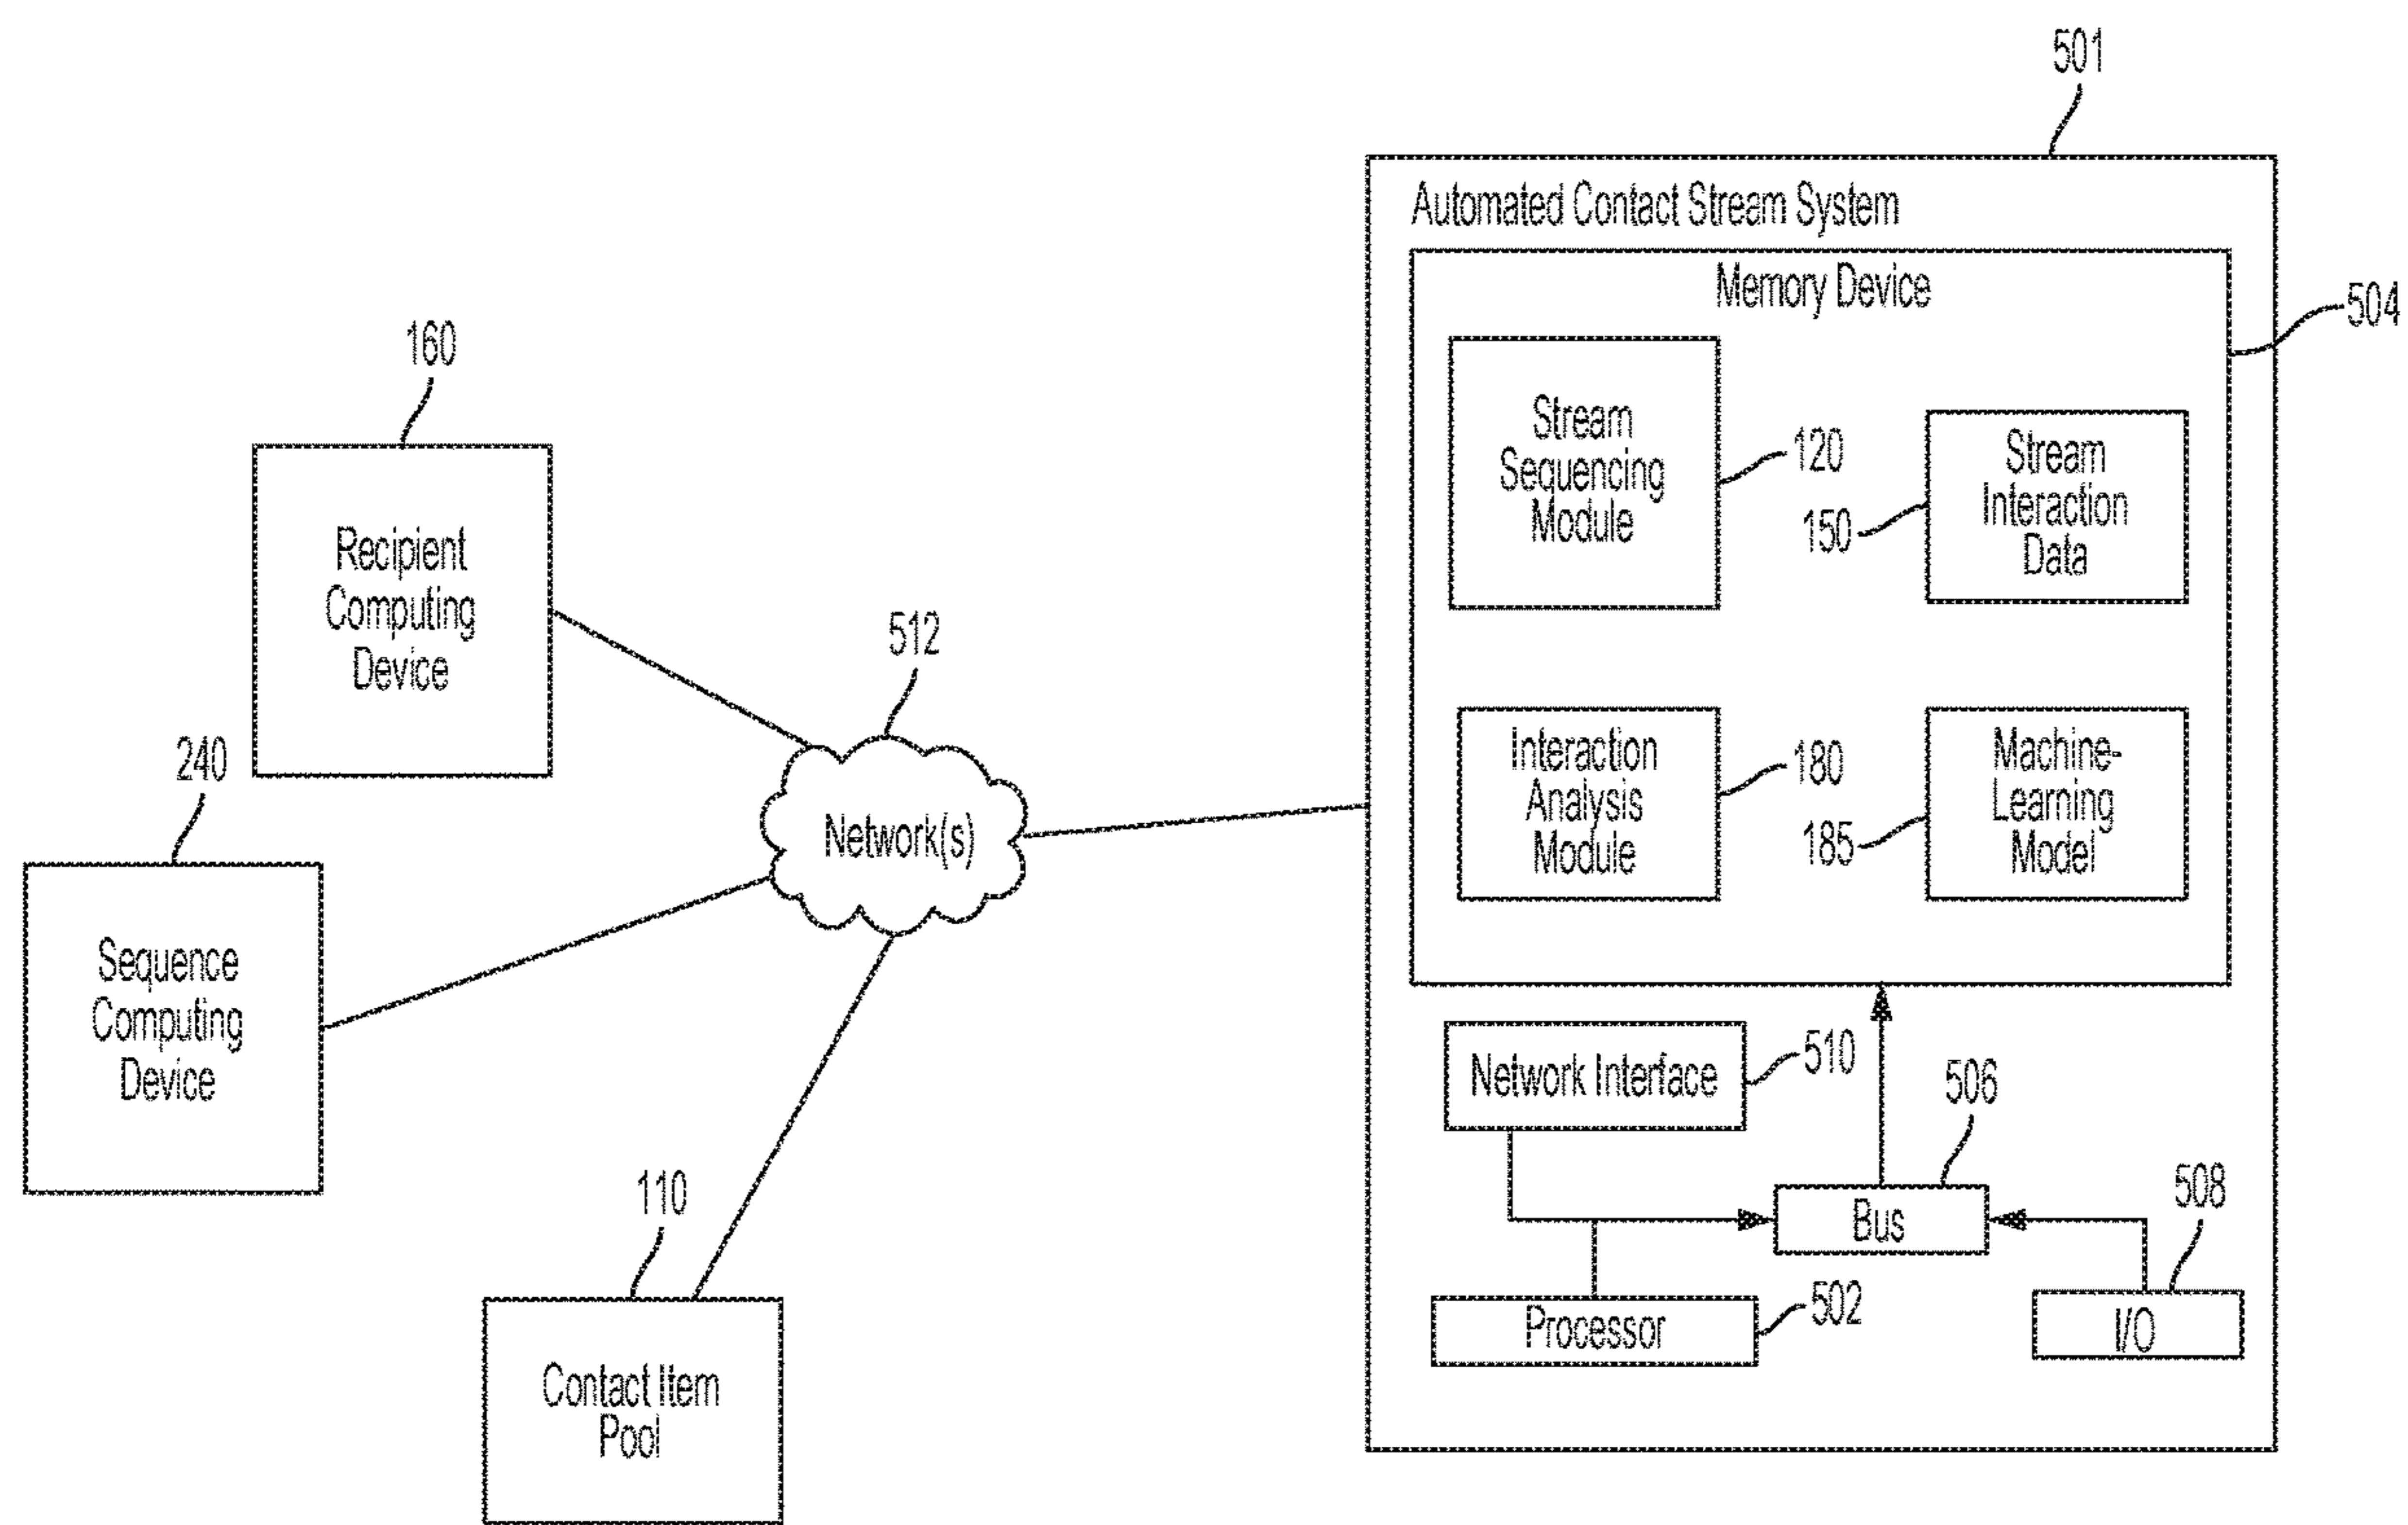 501
Automated Contact Stream System
Memory Device
504
Stream
Sequencing
Module
120
150
Stream
Interaction
Data
Interaction
Analysis
Module
180
185
Machine-
Learning
Model
160
Recipient
Computing
Device
512
Network(s)
240
Sequence
Computing
Device
110
Contact Item
Pool
Network Interface
510
506
Bus
508
I/O
Processor
502